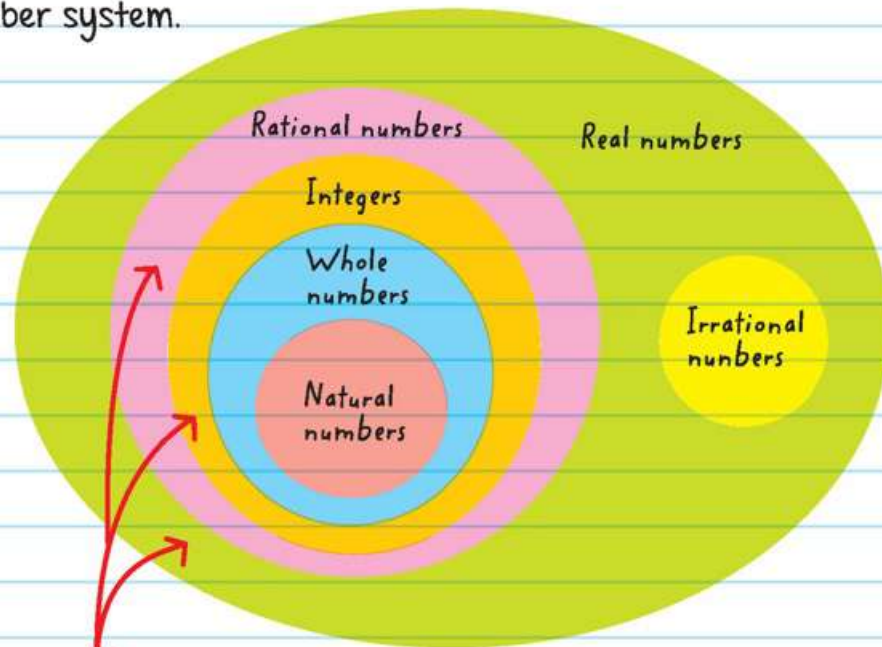 ber system.
Rational numbers
Real numbers
Integers
Whole
numbers
Irrational
nunbers
Natural
numbers